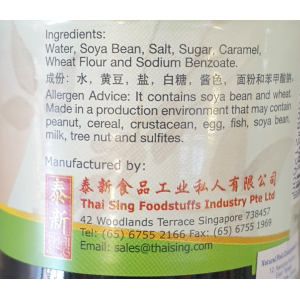 Ingredients:
Water, Soya Bean, Salt, Sugar, Caramel,
Wheat Flour and Sodium Benzoate.
成份：水，黄豆，盐，白糖，酱色，面粉和苯甲酸鈉，
Allergen Advice: It contains soya bean and wheat.
Made in a production environment that may contain
peanut, cereal, crustacean, egg, fish, soya bean,
milk, tree nut and sulfites.
Manufactured by:
泰新
泰新食品工业私人有限公司
Thai Sing Foodstuffs Industry Pte Ltd
42 Woodlands Terrace Singapore 738457
Tel: (65) 6755 2166 Fax: (65) 6755 1969
Email: sales@thaising.com